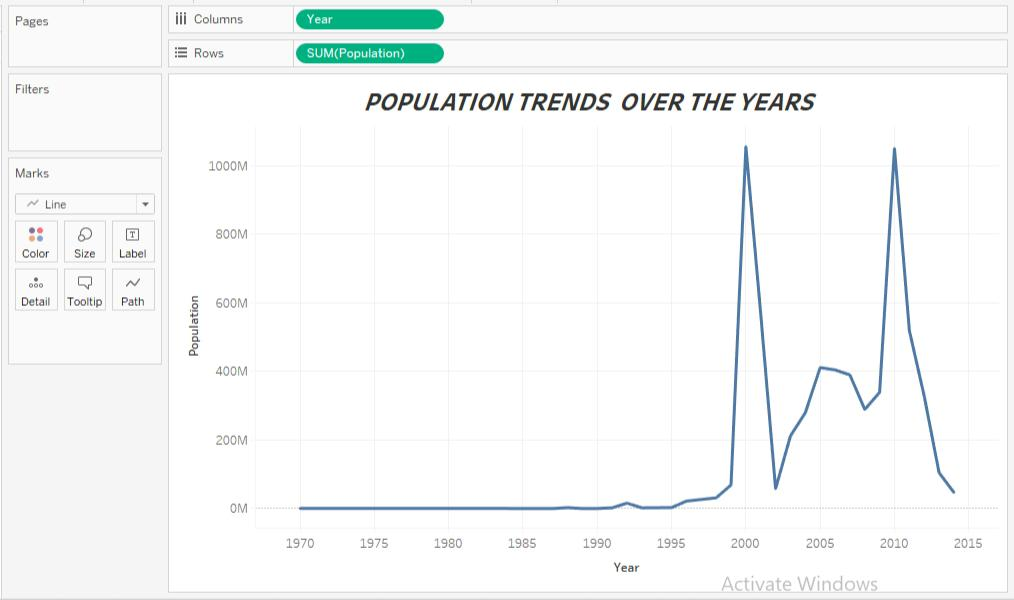 Pages
Columns
Year
Rows
SUM(Population)
Filters
Marks
Line
Color
Size
Label
Detail
Tooltip
Path
POPULATION TRENDS  OVER THE YEARS
Population
1000M
800M
600M
400M
200M
0M
1970 1975 1980 1985 1990 1995 2000 2005 2010 2015
Year
Activate Windows